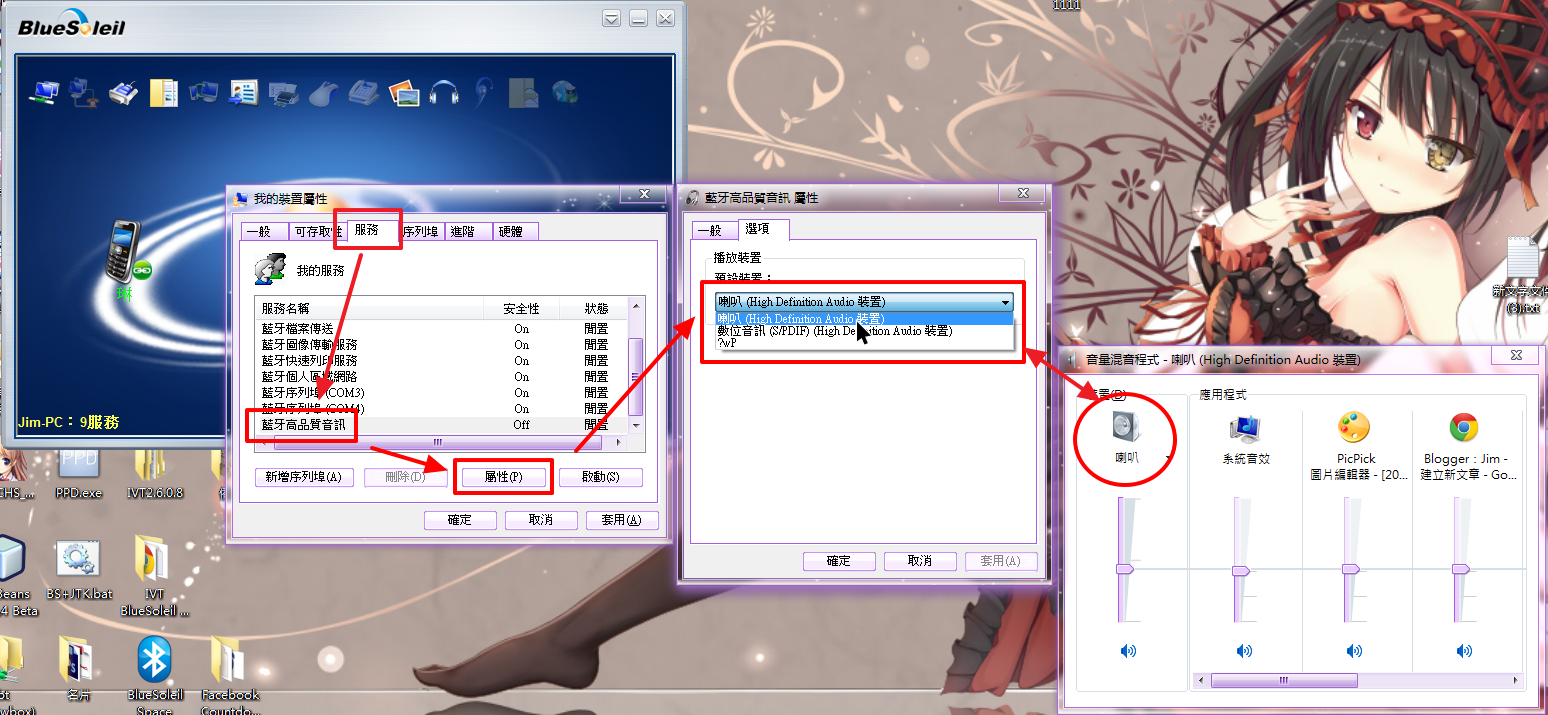 BlueSoleil
1111
琳
Jim-PC：9服務
我的裝置屬性
一般
可存取性
服務
序列埠
進階
硬體
我的服務
服務名稱 安全性 狀態
藍牙檔案傳送 On 閒置
藍牙圖像傳輸服務 On 閒置
藍牙快速列印服務 On 閒置
藍牙個人區域網路 On 閒置
藍牙序列埠 (COM3) On 閒置
藍牙序列埠 (COM4) On 閒置
藍牙高品質音訊 Off 閒置
新增序列埠(A) 刪除(D) 屬性(P) 啟動(S)
確定 取消 套用(A)
藍牙高品質音訊 屬性
一般 選項
播放裝置
預設裝置：
喇叭 (High Definition Audio 裝置)
喇叭 (High Definition Audio 裝置)
數位音訊 (S/PDIF) (High Definition Audio 裝置)
?wP
確定 取消 套用(A)
音量混音程式 - 喇叭 (High Definition Audio 裝置)
裝置(D) 應用程式
喇叭
系統音效
PicPick
圖片編輯器 - [20...
Blogger : Jim -
建立新文章 - Go...
新文字文件
(3).txt
CHS_...
PPD
PPD.exe
IVT2.6.0.8
Beans
4 Beta
BS+JTK.bat
IVT
BlueSoleil ...
名片
BlueSoleil
Space
Facebook
Countdo...